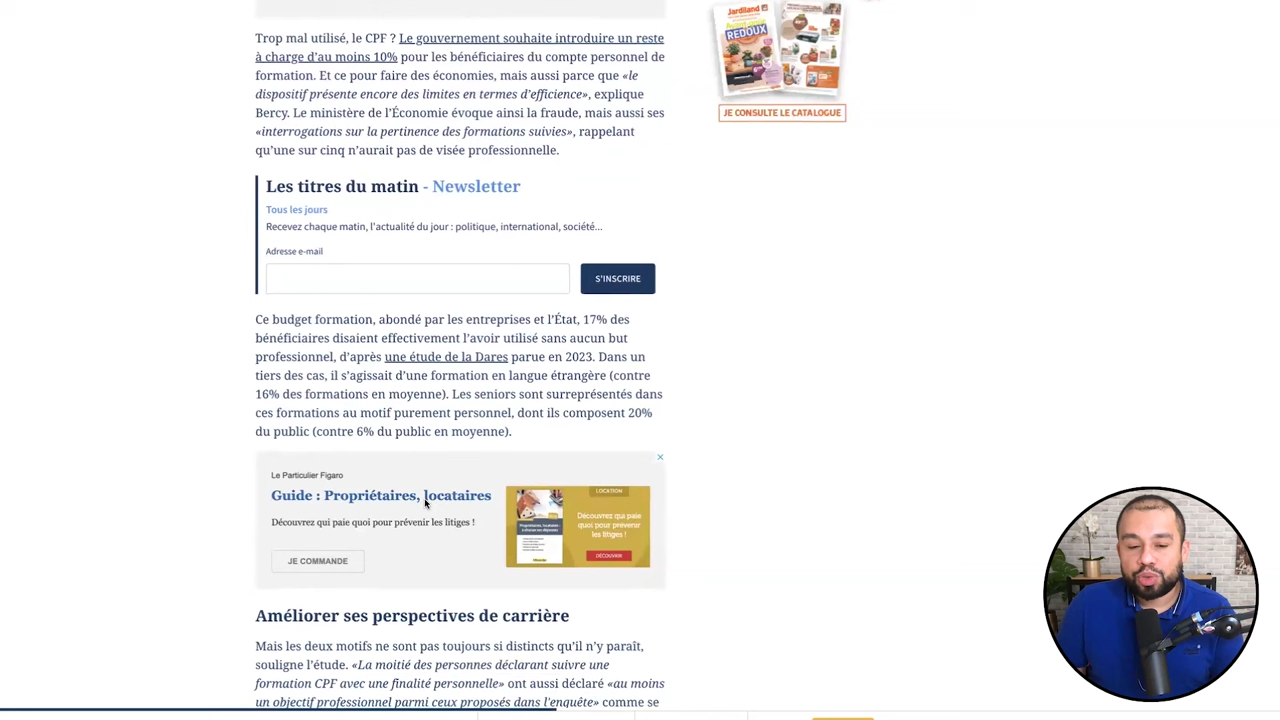 Trop mal utilisé, le CPF ? Le gouvernement souhaite introduire un reste
à charge d'au moins 10% pour les bénéficiaires du compte personnel de
formation. Et ce pour faire des économies, mais aussi parce que «le
dispositif présente encore des limites en termes d'efficience», explique
Bercy. Le ministère de l'Économie évoque ainsi la fraude, mais aussi ses
«interrogations sur la pertinence des formations suivies», rappelant
qu'une sur cinq n'aurait pas de visée professionnelle.
Les titres du matin - Newsletter
Tous les jours
Recevez chaque matin, l'actualité du jour : politique, international, société...
Adresse e-mail
S'INSCRIRE
Ce budget formation, abondé par les entreprises et l'État, 17% des
bénéficiaires disaient effectivement l'avoir utilisé sans aucun but
professionnel, d'après une étude de la Dares parue en 2023. Dans un
tiers des cas, il s'agissait d'une formation en langue étrangère (contre
16% des formations en moyenne). Les seniors sont surreprésentés dans
ces formations au motif purement personnel, dont ils composent 20%
du public (contre 6% du public en moyenne).
Le Particulier Figaro
Guide : Propriétaires, locataires
Découvrez qui paie quoi pour prévenir les litiges !
JE COMMANDE
LOCATION
Découvrez qui paie
quoi pour prévenir
les litiges !
DÉCOUVRIR
Améliorer ses perspectives de carrière
Mais les deux motifs ne sont pas toujours si distincts qu'il n'y paraît,
souligne l'étude. «La moitié des personnes déclarant suivre une
formation CPF avec une finalité personnelle» ont aussi déclaré «au moins
un objectif professionnel parmi ceux proposés dans l'enquête» comme se
Jardiland
REDOUX
JE CONSULTE LE CATALOGUE